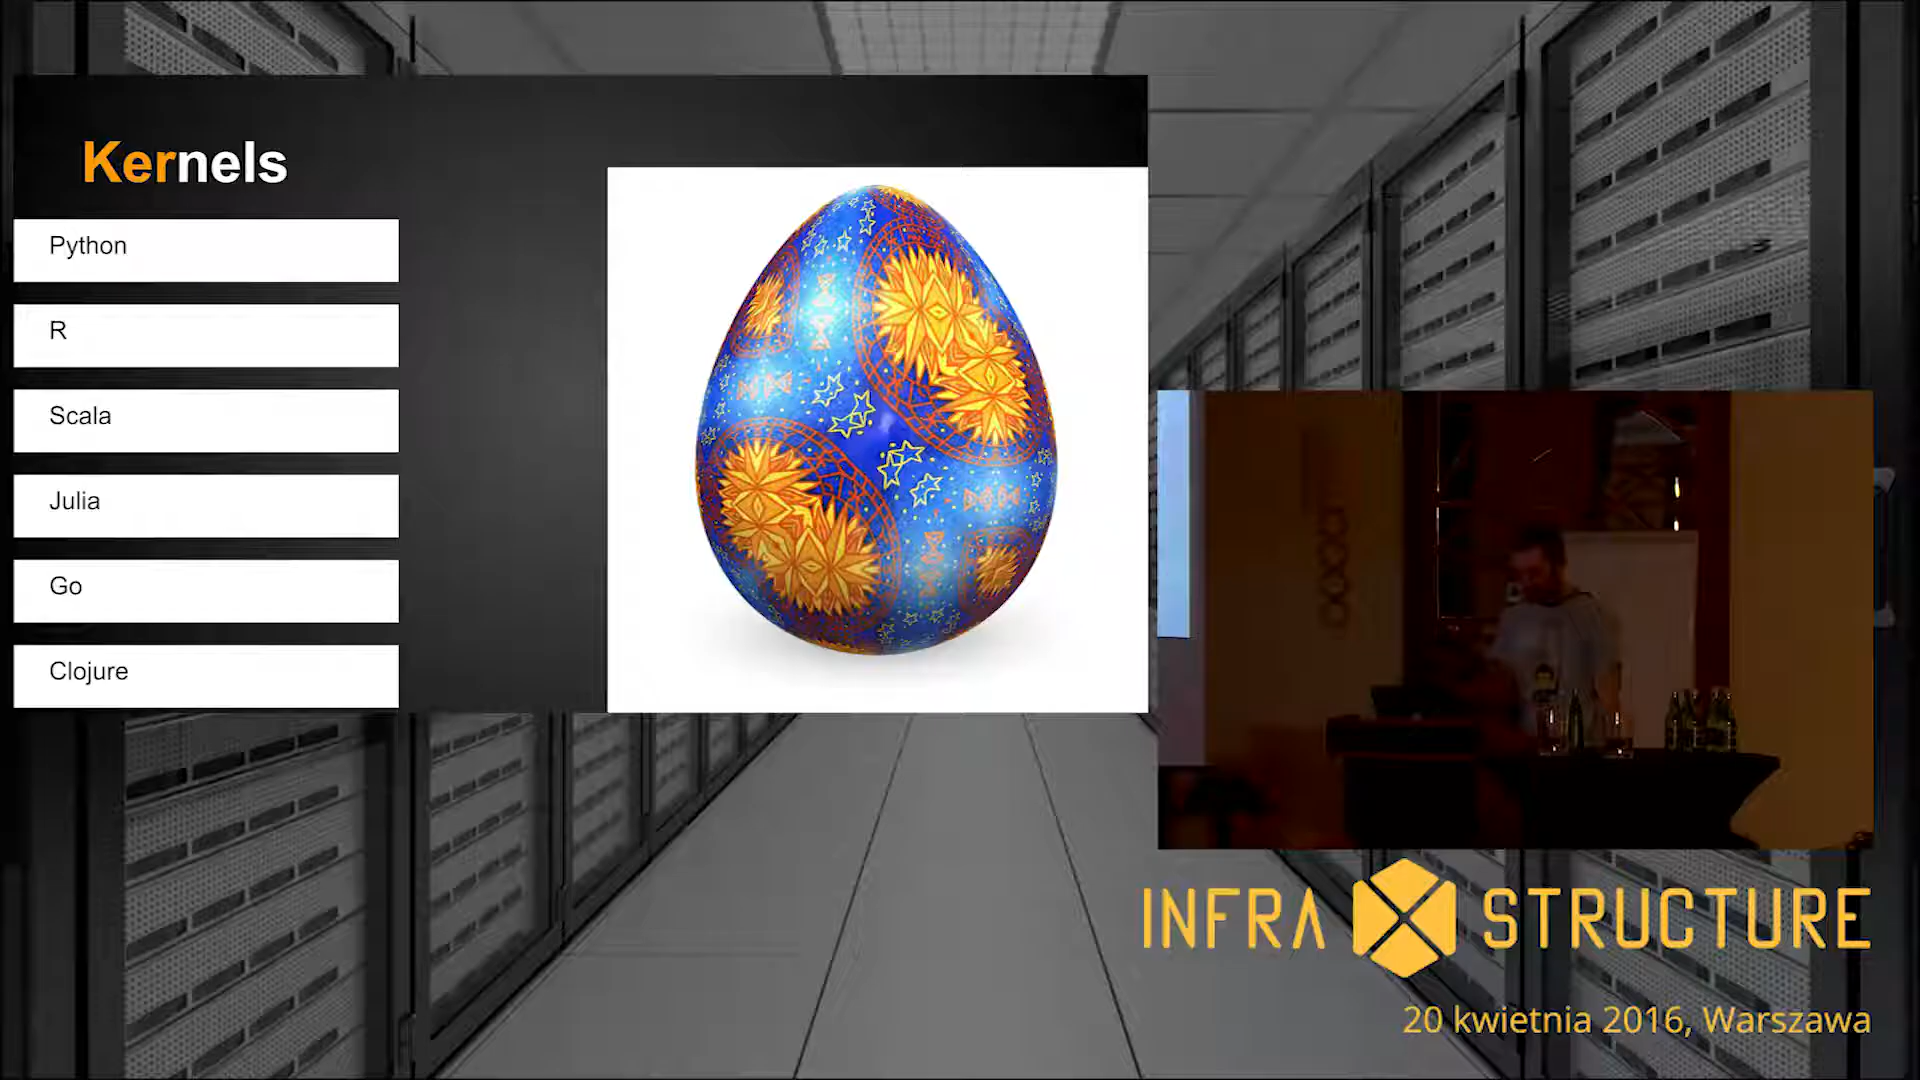 Kernels
Python
R
Scala
Julia
Go
Clojure
INFRA STRUCTURE
20 kwietnia 2016, Warszawa